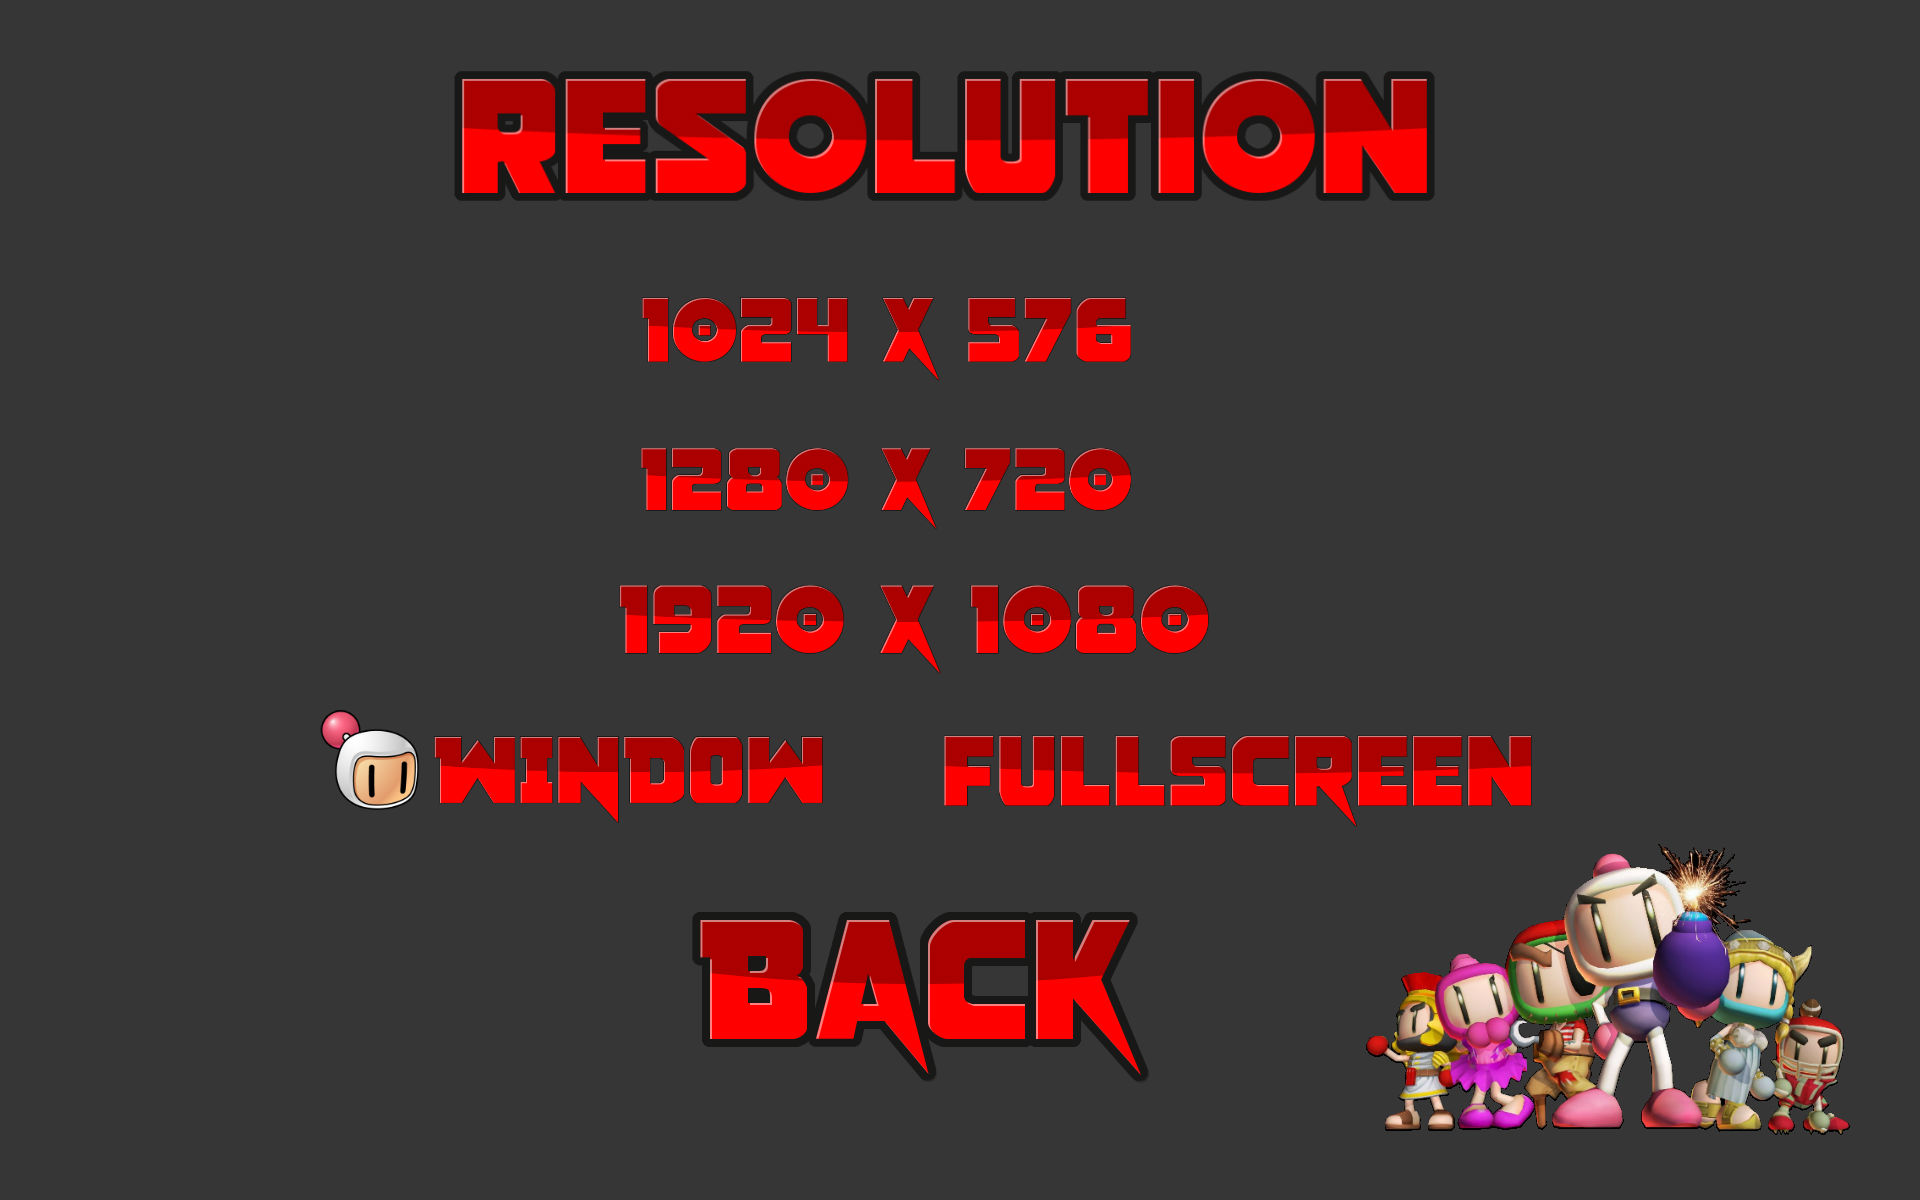 RESOLUTION
1024 X 576
1280 X 720
1920 X 1080
WINDOW FULLSCREEN
BACK